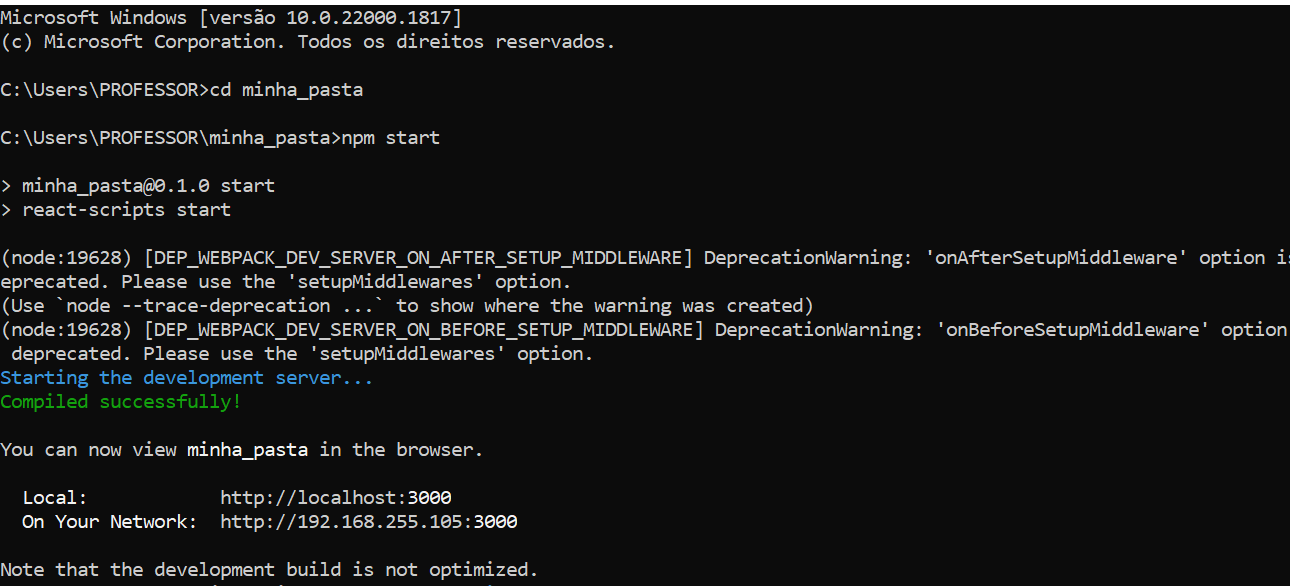 Microsoft Windows [versão 10.0.22000.1817]
(c) Microsoft Corporation. Todos os direitos reservados.
C:\Users\PROFESSOR>cd minha_pasta
C:\Users\PROFESSOR\minha_pasta>npm start
> minha_pasta@0.1.0 start
> react-scripts start
(node:19628) [DEP_WEBPACK_DEV_SERVER_ON_AFTER_SETUP_MIDDLEWARE] DeprecationWarning: 'onAfterSetupMiddleware' option is
eprecated. Please use the 'setupMiddlewares' option.
(Use `node --trace-deprecation ...` to show where the warning was created)
(node:19628) [DEP_WEBPACK_DEV_SERVER_ON_BEFORE_SETUP_MIDDLEWARE] DeprecationWarning: 'onBeforeSetupMiddleware' option
deprecated. Please use the 'setupMiddlewares' option.
Starting the development server...
Compiled successfully!
You can now view minha_pasta in the browser.
Local: http://localhost:3000
On Your Network: http://192.168.255.105:3000
Note that the development build is not optimized.